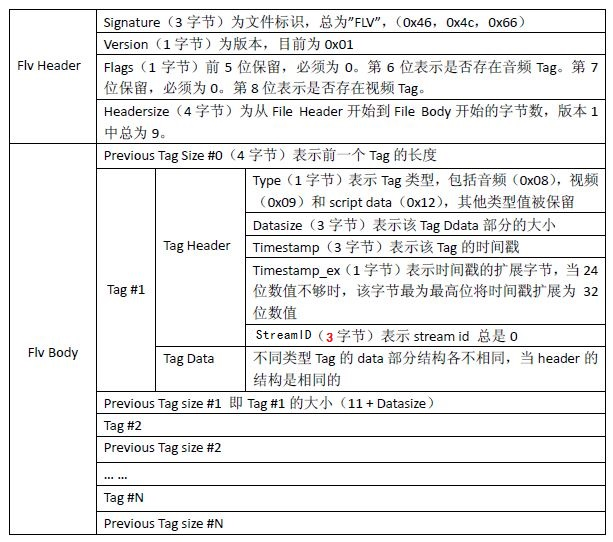 Flv Header
Signature（3 字节）为文件标识，总为”FLV”，（0x46，0x4c，0x66）
Version（1 字节）为版本，目前为 0x01
Flags（1 字节）前 5 位保留，必须为 0。第 6 位表示是否存在音频 Tag。第 7
位保留，必须为 0。第 8 位表示是否存在视频 Tag。
Headersize（4 字节）为从 File Header 开始到 File Body 开始的字节数，版本 1
中总为 9。
Flv Body
Previous Tag Size #0（4 字节）表示前一个 Tag 的长度
Tag #1
Tag Header
Type（1 字节）表示 Tag 类型，包括音频（0x08），视频
（0x09）和 script data（0x12），其他类型值被保留
Datasize（3 字节）表示该 Tag Ddata 部分的大小
Timestamp（3 字节）表示该 Tag 的时间戳
Timestamp_ex（1 字节）表示时间戳的扩展字节，当 24
位数值不够时，该字节最为最高位将时间戳扩展为 32
位数值
StreamID（3 字节）表示 stream id 总是 0
Tag Data
不同类型 Tag 的 data 部分结构各不相同，当 header 的
结构是相同的
Previous Tag size #1 即 Tag #1 的大小（11 + Datasize）
Tag #2
Previous Tag size #2
... ...
Tag #N
Previous Tag size #N